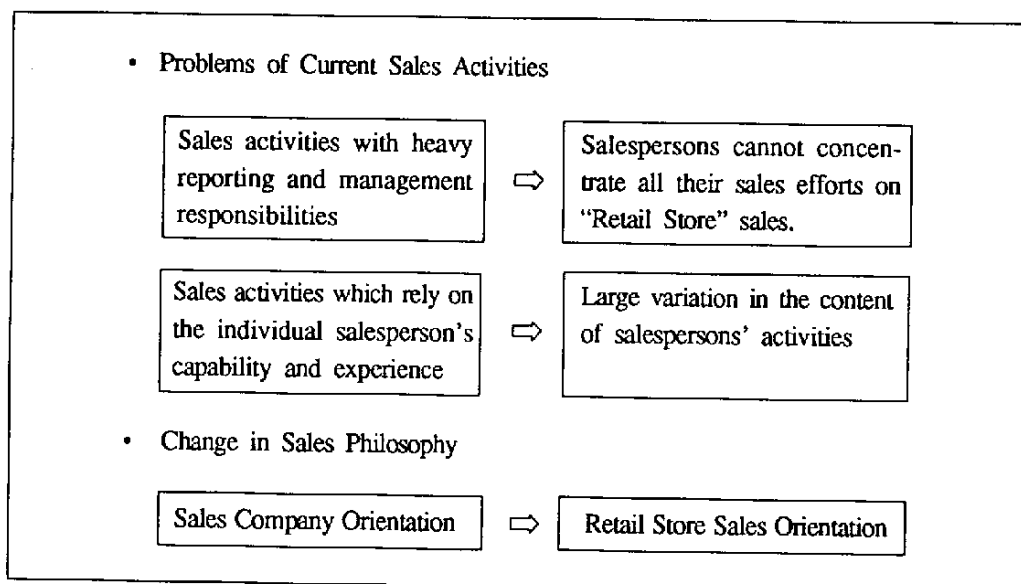 • Problems of Current Sales Activities
Sales activities with heavy
reporting and management
responsibilities
⇨
Salespersons cannot concen-
trate all their sales efforts on
“Retail Store” sales.
Sales activities which rely on
the individual salesperson's
capability and experience
⇨
Large variation in the content
of salespersons' activities
• Change in Sales Philosophy
Sales Company Orientation
⇨
Retail Store Sales Orientation